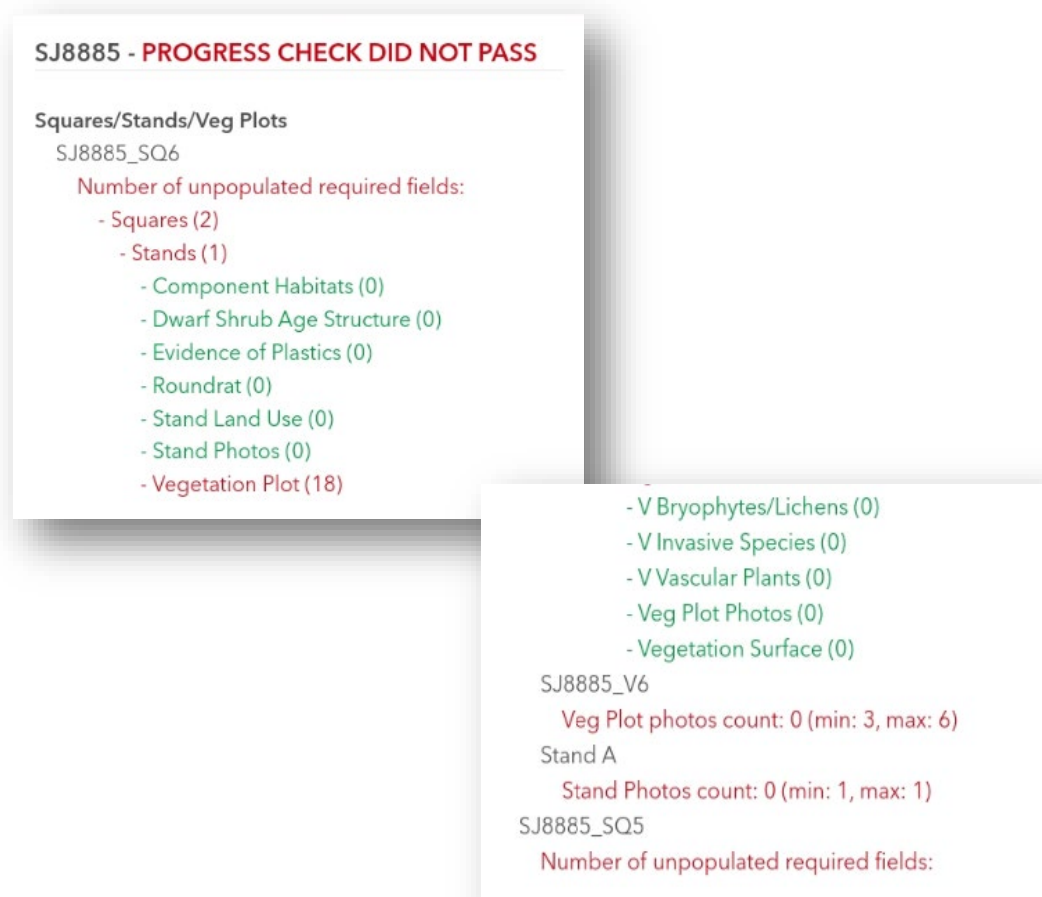 SJ8885 - PROGRESS CHECK DID NOT PASS
Squares/Stands/Veg Plots
SJ8885_SQ6
Number of unpopulated required fields:
- Squares (2)
- Stands (1)
- Component Habitats (0)
- Dwarf Shrub Age Structure (0)
- Evidence of Plastics (0)
- Roundrat (0)
- Stand Land Use (0)
- Stand Photos (0)
- Vegetation Plot (18)
- V Bryophytes/Lichens (0)
- V Invasive Species (0)
- V Vascular Plants (0)
- Veg Plot Photos (0)
- Vegetation Surface (0)
SJ8885_V6
Veg Plot photos count: 0 (min: 3, max: 6)
Stand A
Stand Photos count: 0 (min: 1, max: 1)
SJ8885_SQ5
Number of unpopulated required fields: